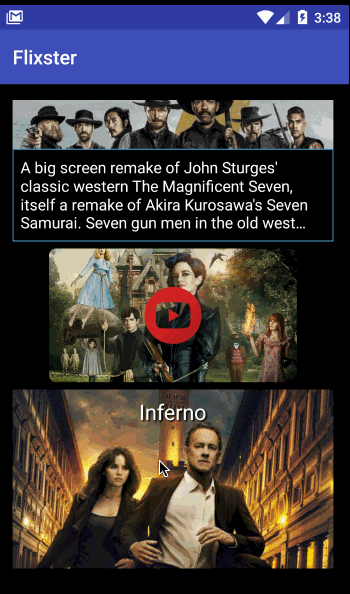 3:38
Flixster
A big screen remake of John Sturges'
classic western The Magnificent Seven,
itself a remake of Akira Kurosawa's Seven
Samurai. Seven gun men in the old west…
Inferno